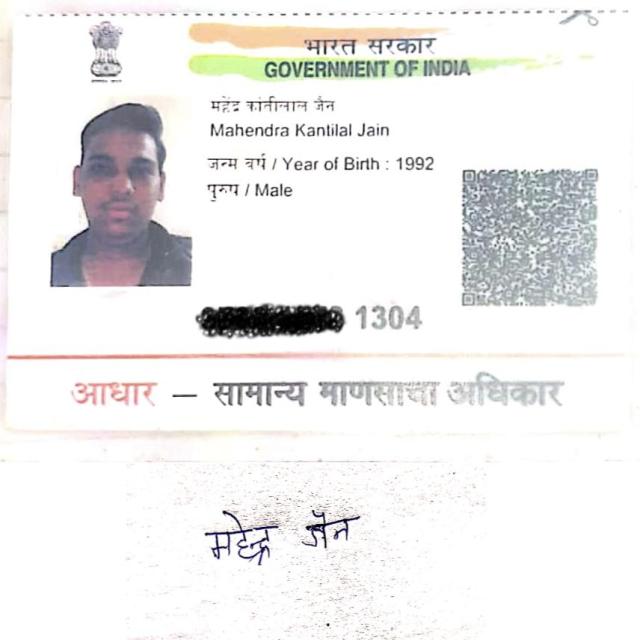 भारत सरकार
GOVERNMENT OF INDIA
महेंद्र कांतीलाल जैन
Mahendra Kantilal Jain
जन्म वर्ष / Year of Birth : 1992
पुरुष / Male
1304
आधार — सामान्य माणसाचा अधिकार
महेन्द्र जैन